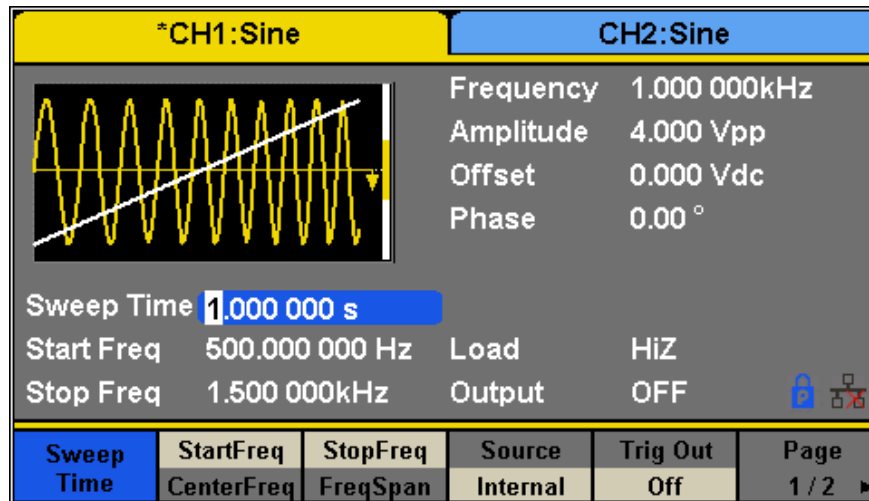 *CH1:Sine CH2:Sine
Frequency 1.000 000kHz
Amplitude 4.000 Vpp
Offset 0.000 Vdc
Phase 0.00 °
Sweep Time 1.000 000 s
Start Freq 500.000 000 Hz Load HiZ
Stop Freq 1.500 000kHz Output OFF P
Sweep StartFreq StopFreq Source Trig Out Page
Time CenterFreq FreqSpan Internal Off 1 / 2